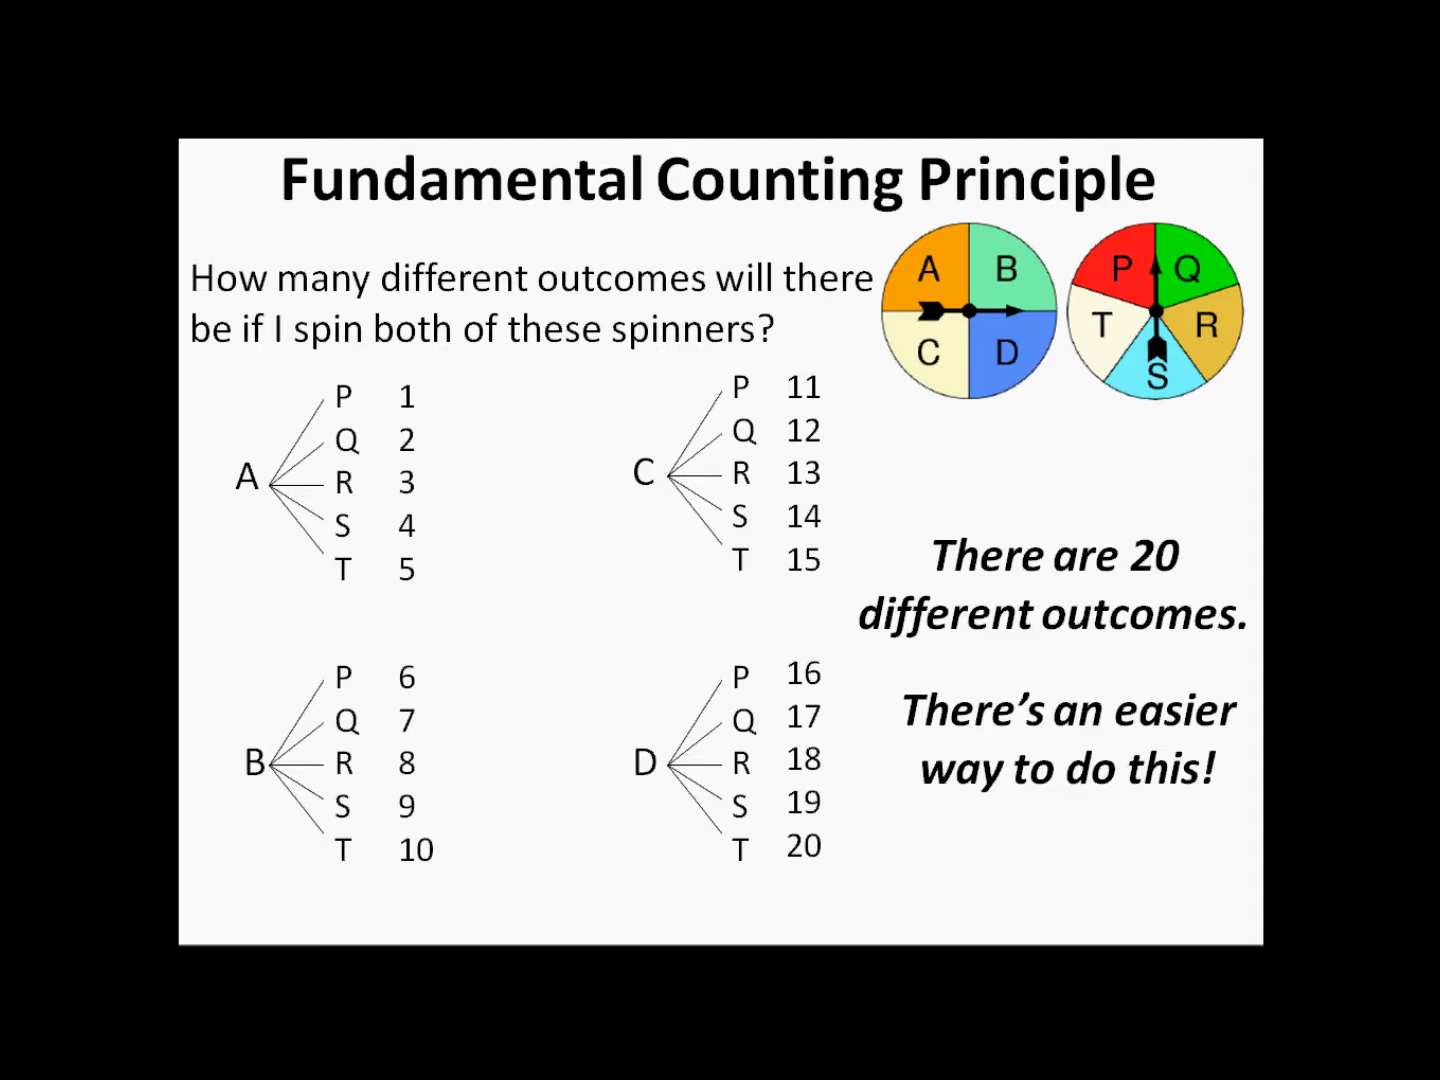 Fundamental Counting Principle
How many different outcomes will there
be if I spin both of these spinners?
A B
C D
P Q
T R
S
A
P 1
Q 2
R 3
S 4
T 5
C
P 11
Q 12
R 13
S 14
T 15
There are 20
different outcomes.
B
P 6
Q 7
R 8
S 9
T 10
D
P 16
Q 17
R 18
S 19
T 20
There's an easier
way to do this!